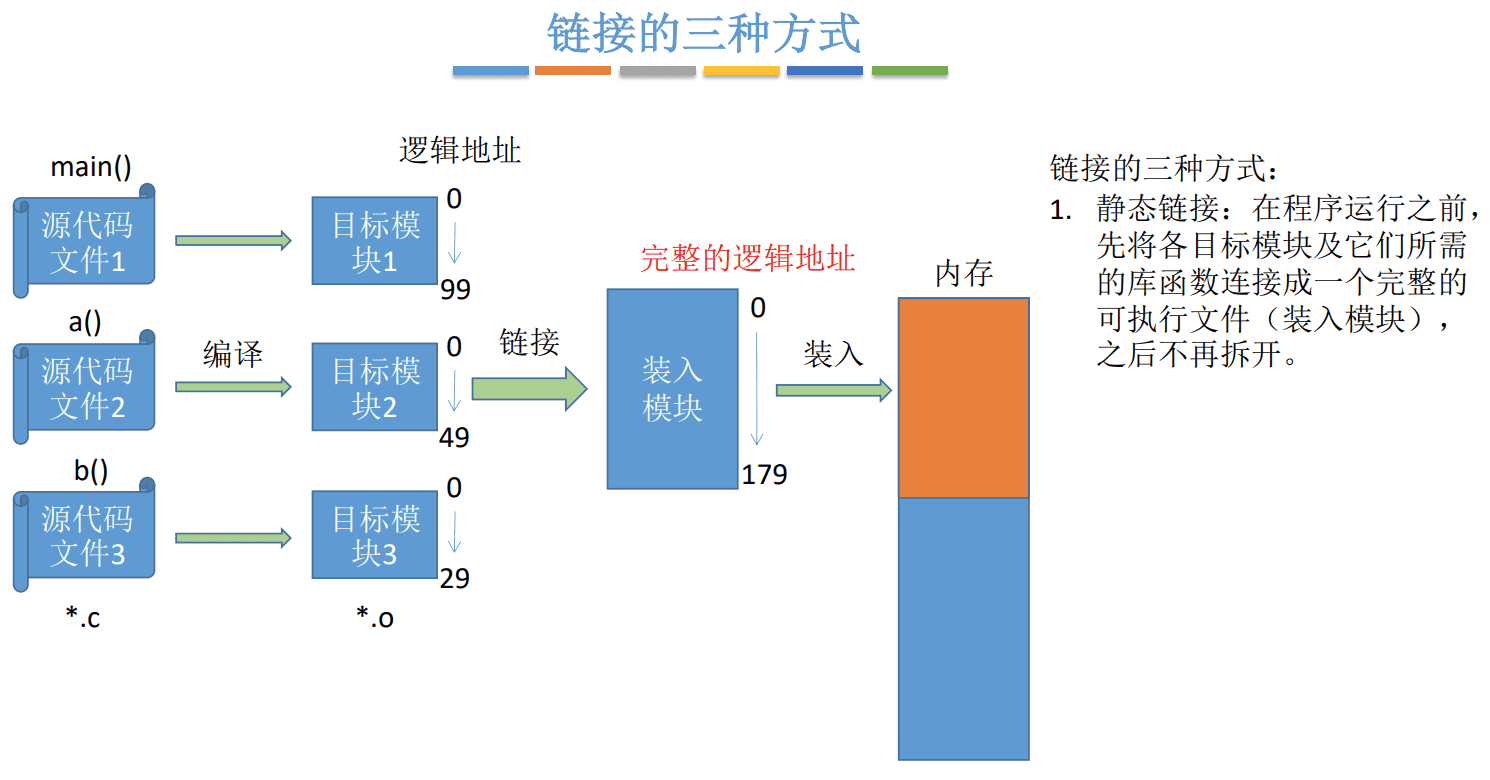 链接的三种方式
逻辑地址
main()
源代码
文件1
目标模
块1
0
99
a()
源代码
文件2
编译
目标模
块2
0
49
b()
源代码
文件3
目标模
块3
0
29
*.c
*.o
链接
完整的逻辑地址
装入
模块
0
179
装入
内存
链接的三种方式：
1. 静态链接：在程序运行之前，
先将各目标模块及它们所需
的库函数连接成一个完整的
可执行文件（装入模块），
之后不再拆开。